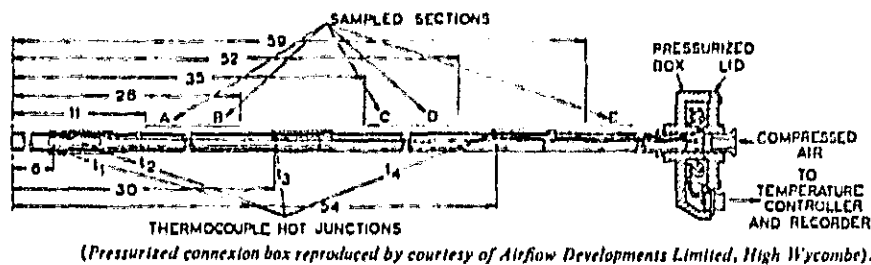 SAMPLED SECTIONS
59
52
35
26
11
A
B
C
D
E
PRESSURIZED
BOX LID
COMPRESSED
AIR
TO
TEMPERATURE
CONTROLLER
AND RECORDER
6
t1
t2
t3
t4
30
54
THERMOCOUPLE HOT JUNCTIONS
(Pressurized connexion box reproduced by courtesy of Airflow Developments Limited, High Wycombe).